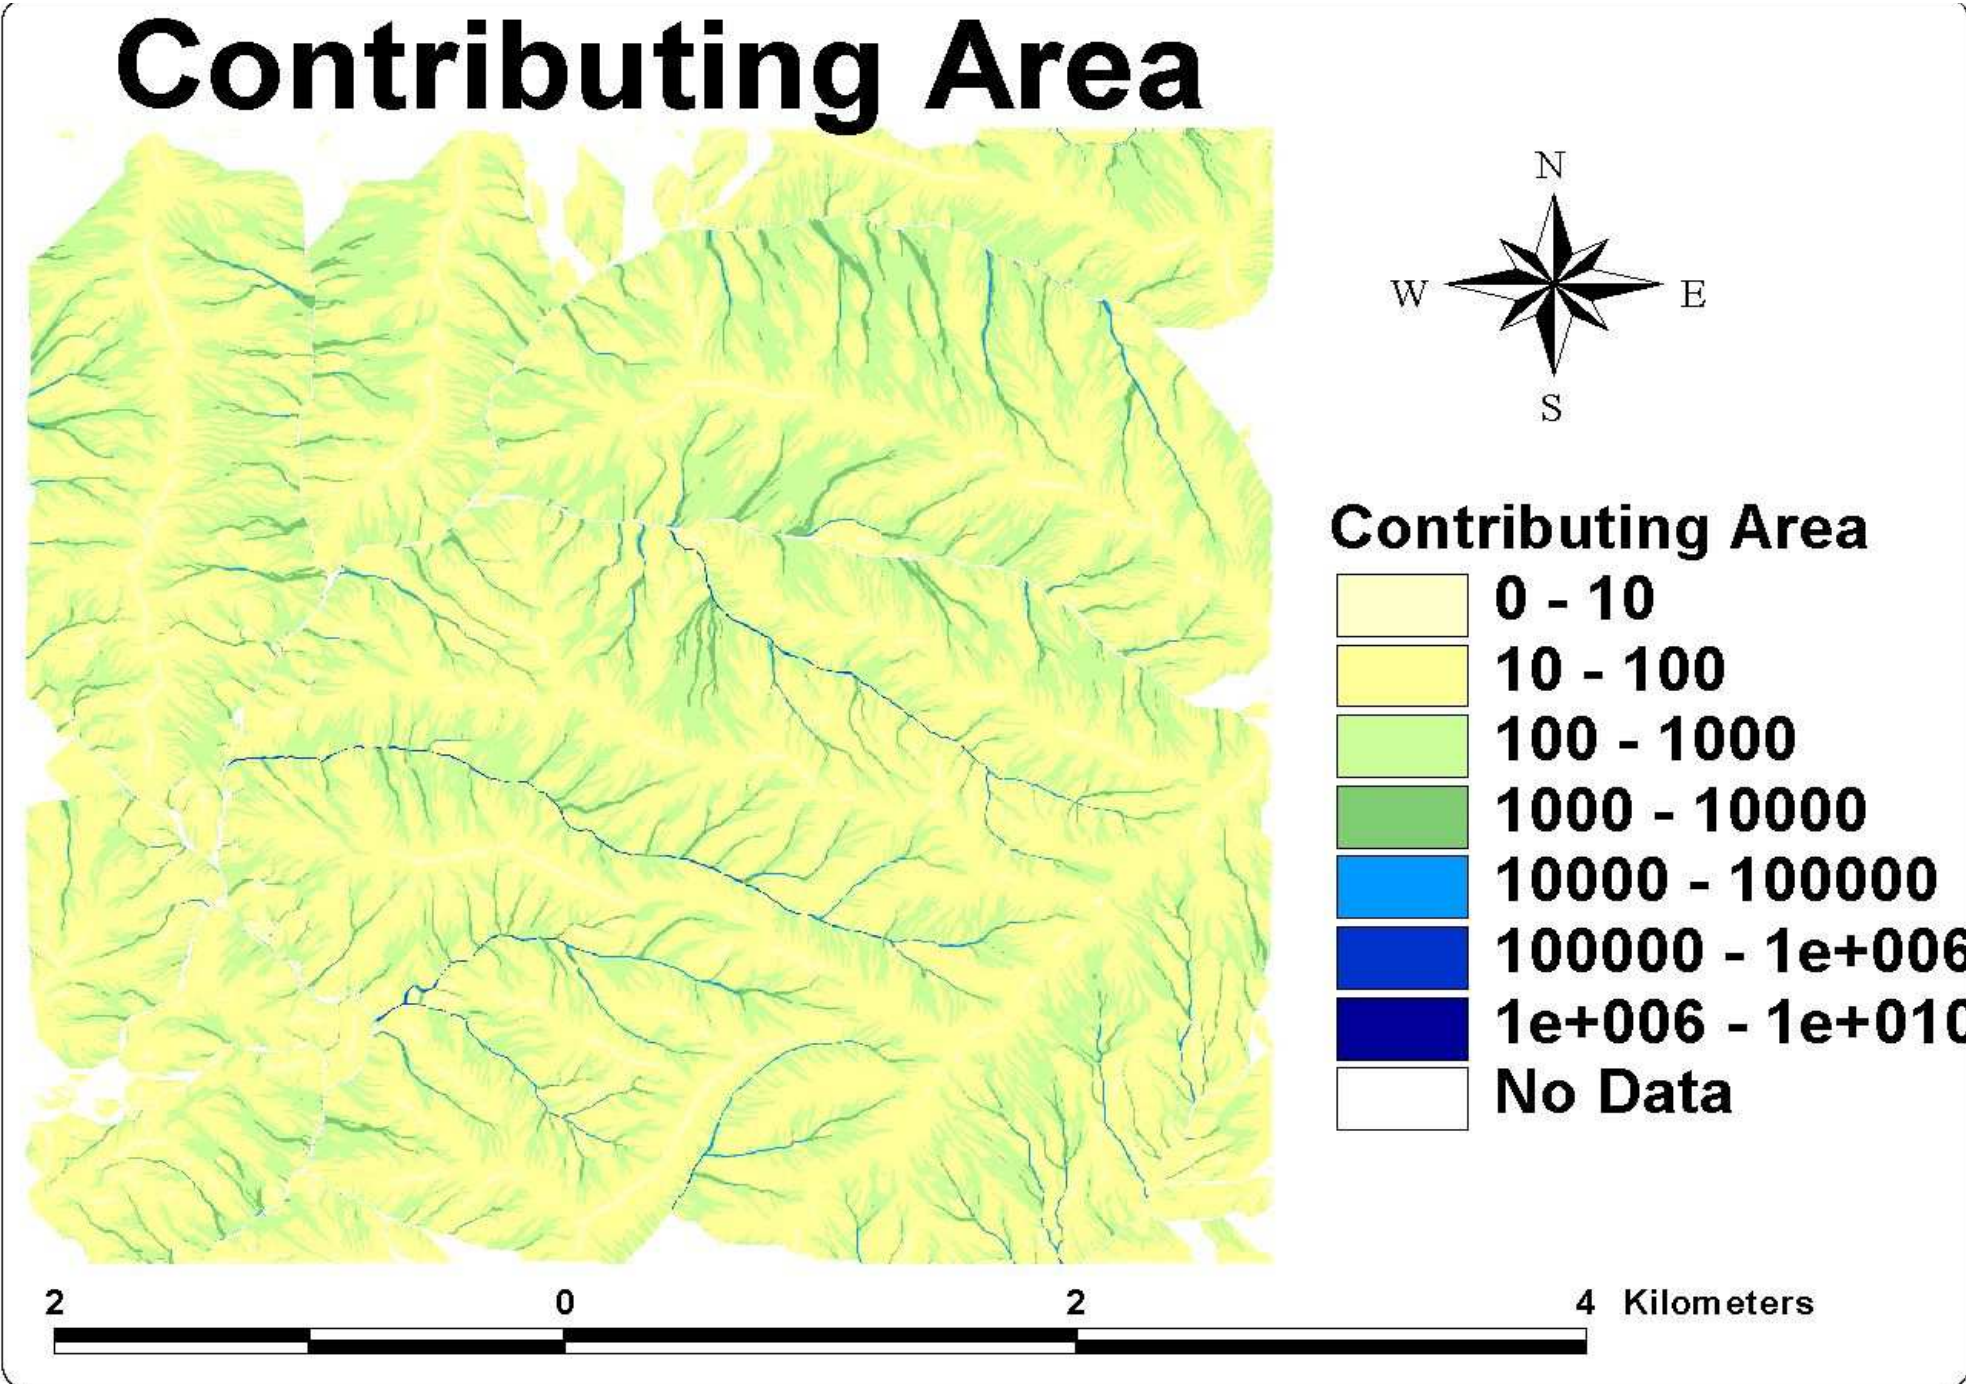 Contributing Area
N
W
E
S
Contributing Area
0 - 10
10 - 100
100 - 1000
1000 - 10000
10000 - 100000
100000 - 1e+006
1e+006 - 1e+010
No Data
2 0 2 4 Kilometers